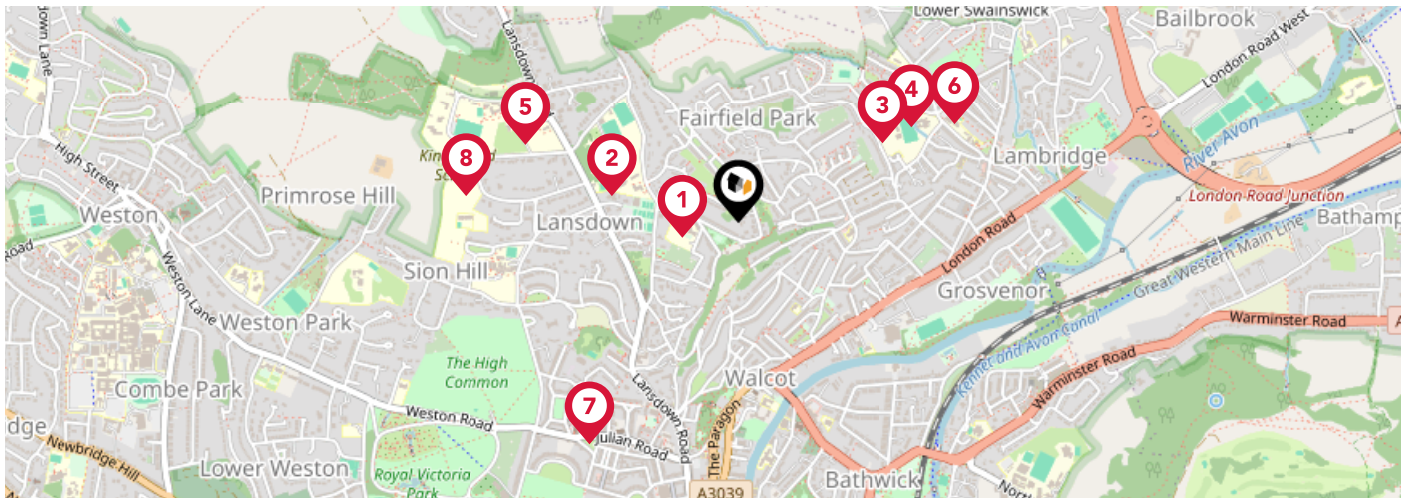 Lower Swainswick
Bailbrook
down Lane
Lansdown
London Road West
5
4
6
3
Fairfield Park
River Avon
High Street
8
2
Lambridge
Primrose Hill
1
London Road Junction
Weston
Lansdown
Bathamp
Road
London Road
Great Western Main Line
Weston Lane
Sion Hill
Grosvenor
Weston Park
Kennet and Avon Canal
Warminster Road
A
The High
Common
Combe Park
Lansdown Road
Walcot
Warminster Road
7
Weston Road
Julian Road
The Paragon
dge
Newbridge Hill
Lower Weston
Royal Victoria
Park
Bathwick
A3039
North